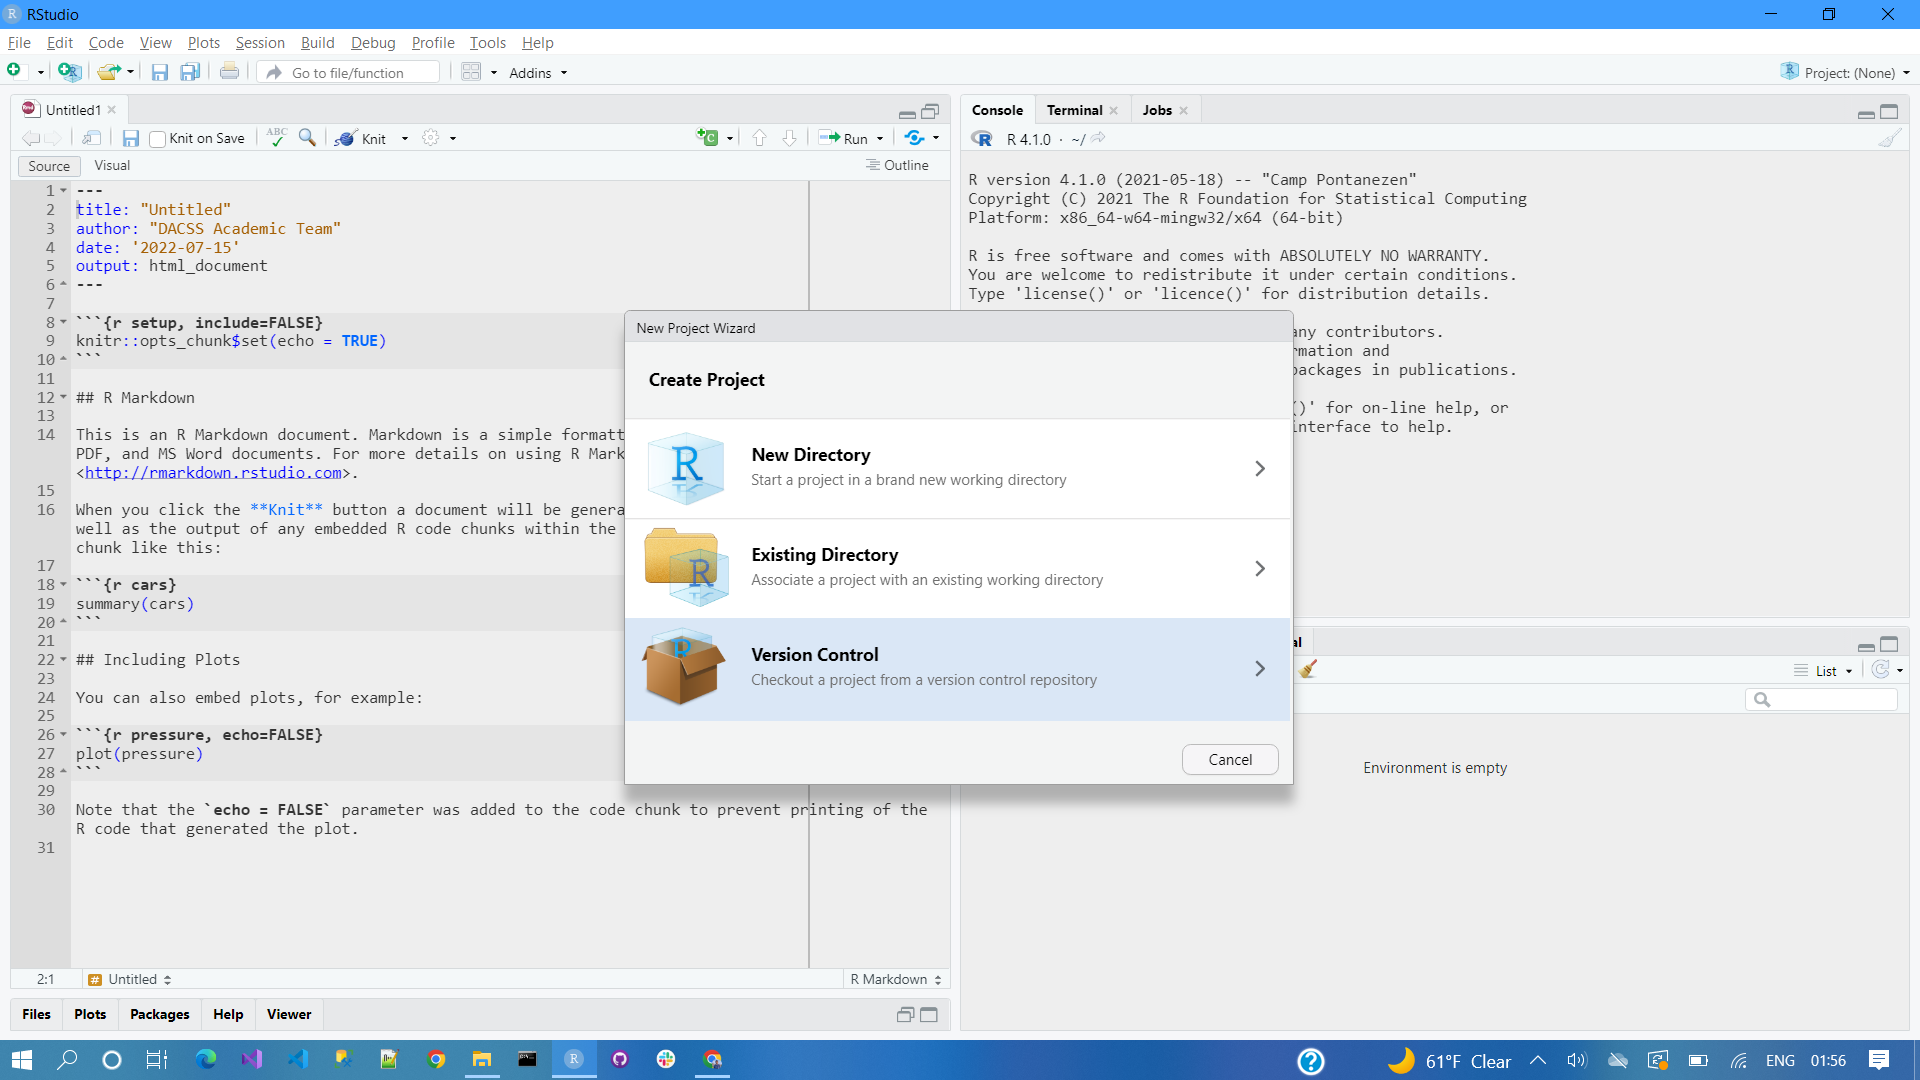 RStudio
File Edit Code View Plots Session Build Debug Profile Tools Help
Go to file/function Addins Project: (None)
Untitled1
Knit on Save ABC Knit Run
Source Visual Outline
1 ---
2 title: "Untitled"
3 author: "DACSS Academic Team"
4 date: '2022-07-15'
5 output: html_document
6 ---
7
8 ```{r setup, include=FALSE}
9 knitr::opts_chunk$set(echo = TRUE)
10 ```
11
12 ## R Markdown
13
14 This is an R Markdown document. Markdown is a simple formatt
PDF, and MS Word documents. For more details on using R Mark
<http://rmarkdown.rstudio.com>.
15
16 When you click the **Knit** button a document will be genera
well as the output of any embedded R code chunks within the
chunk like this:
17
18 ```{r cars}
19 summary(cars)
20 ```
21
22 ## Including Plots
23
24 You can also embed plots, for example:
25
26 ```{r pressure, echo=FALSE}
27 plot(pressure)
28 ```
29
30 Note that the `echo = FALSE` parameter was added to the code chunk to prevent printing of the
R code that generated the plot.
31
2:1 # Untitled R Markdown
Files Plots Packages Help Viewer
Console Terminal Jobs
R 4.1.0 · ~/
R version 4.1.0 (2021-05-18) -- "Camp Pontanezen"
Copyright (C) 2021 The R Foundation for Statistical Computing
Platform: x86_64-w64-mingw32/x64 (64-bit)
R is free software and comes with ABSOLUTELY NO WARRANTY.
You are welcome to redistribute it under certain conditions.
Type 'license()' or 'licence()' for distribution details.
any contributors.
rmation and
packages in publications.
()' for on-line help, or
interface to help.
New Project Wizard
Create Project
New Directory
Start a project in a brand new working directory
Existing Directory
Associate a project with an existing working directory
Version Control
Checkout a project from a version control repository
Cancel
al
List
Environment is empty
61°F Clear ENG 01:56